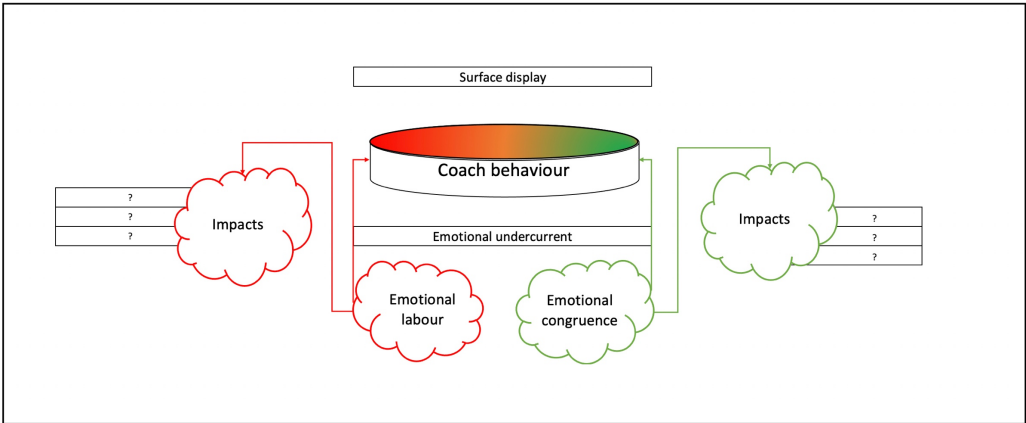 Surface display
Coach behaviour
?
?
?
Impacts
Impacts
?
?
?
Emotional undercurrent
Emotional
labour
Emotional
congruence